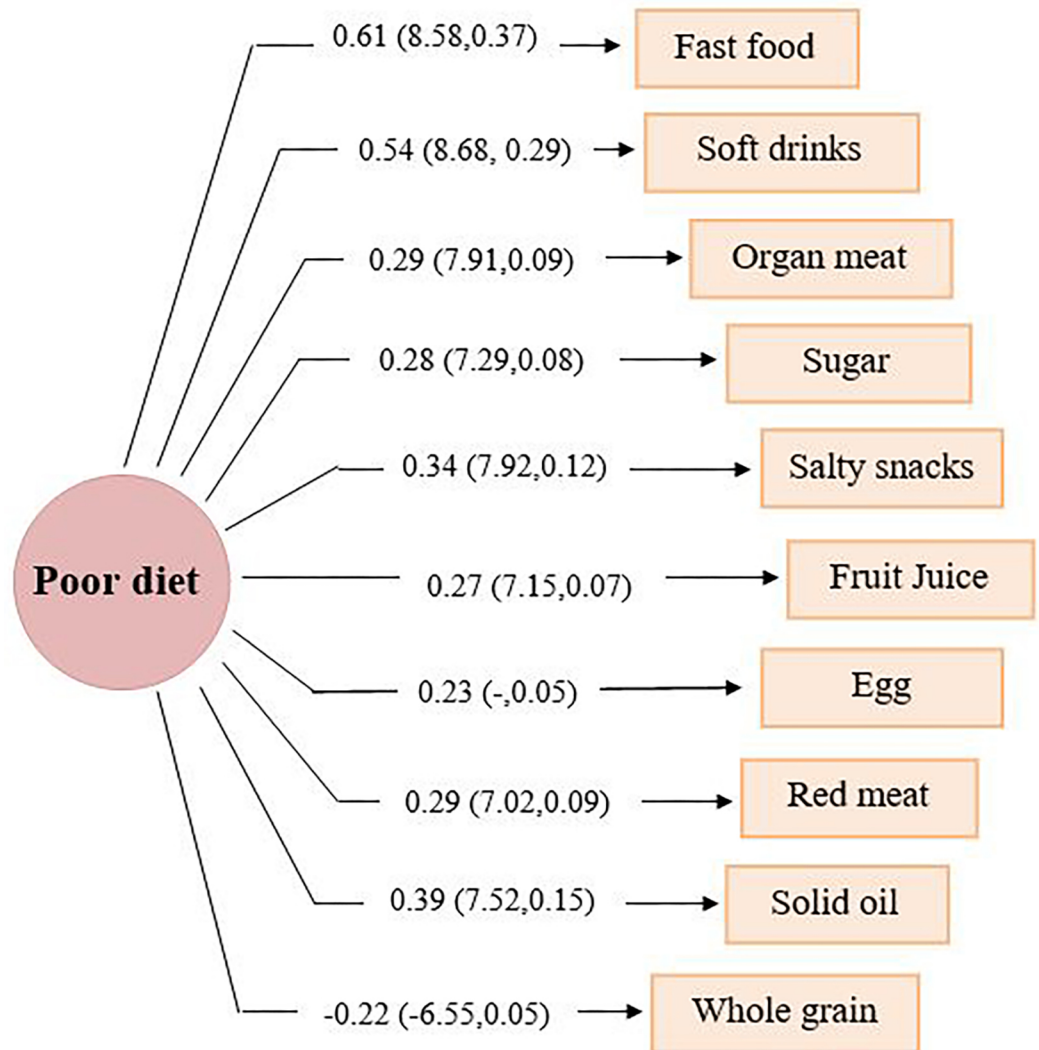 0.61 (8.58,0.37)
Fast food
0.54 (8.68, 0.29)
Soft drinks
0.29 (7.91,0.09)
Organ meat
0.28 (7.29,0.08)
Sugar
0.34 (7.92,0.12)
Salty snacks
Poor diet
0.27 (7.15,0.07)
Fruit Juice
0.23 (-,0.05)
Egg
0.29 (7.02,0.09)
Red meat
0.39 (7.52,0.15)
Solid oil
-0.22 (-6.55,0.05)
Whole grain